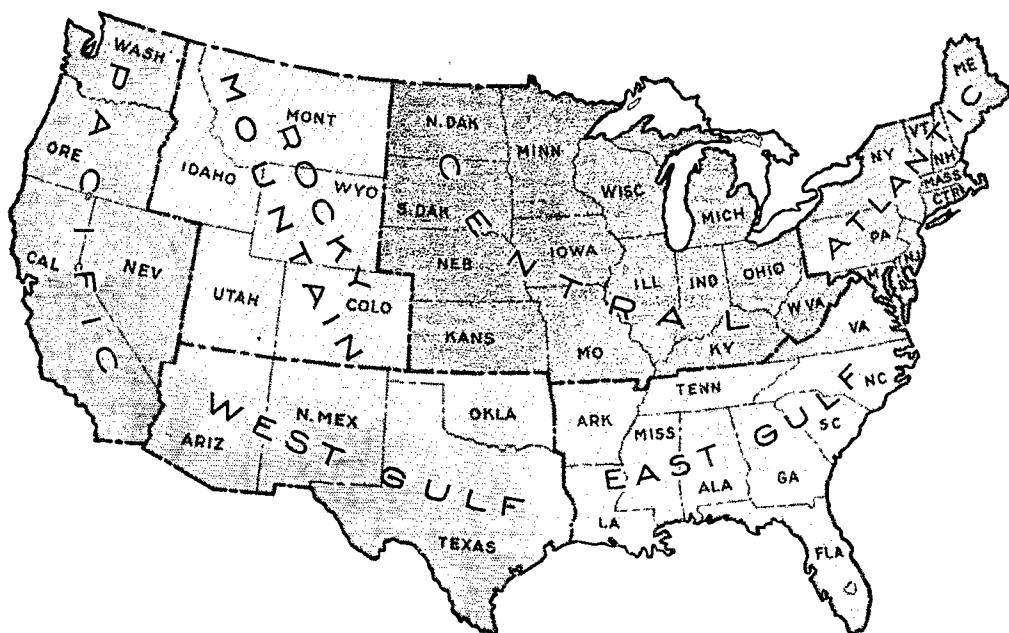 PACIFIC
ROCKY
MOUNTAIN
CENTRAL
ATLANTIC
WEST GULF
EAST GULF
WASH
ORE
CAL
NEV
IDAHO
MONT
WYO
UTAH
COLO
ARIZ
N.MEX
N.DAK
S.DAK
NEB
KANS
OKLA
TEXAS
MINN
IOWA
MO
ARK
LA
WISC
ILL
MICH
IND
OHIO
KY
TENN
MISS
ALA
GA
FLA
SC
NC
VA
W VA
PA
NY
NJ
VT
NH
MASS
ME